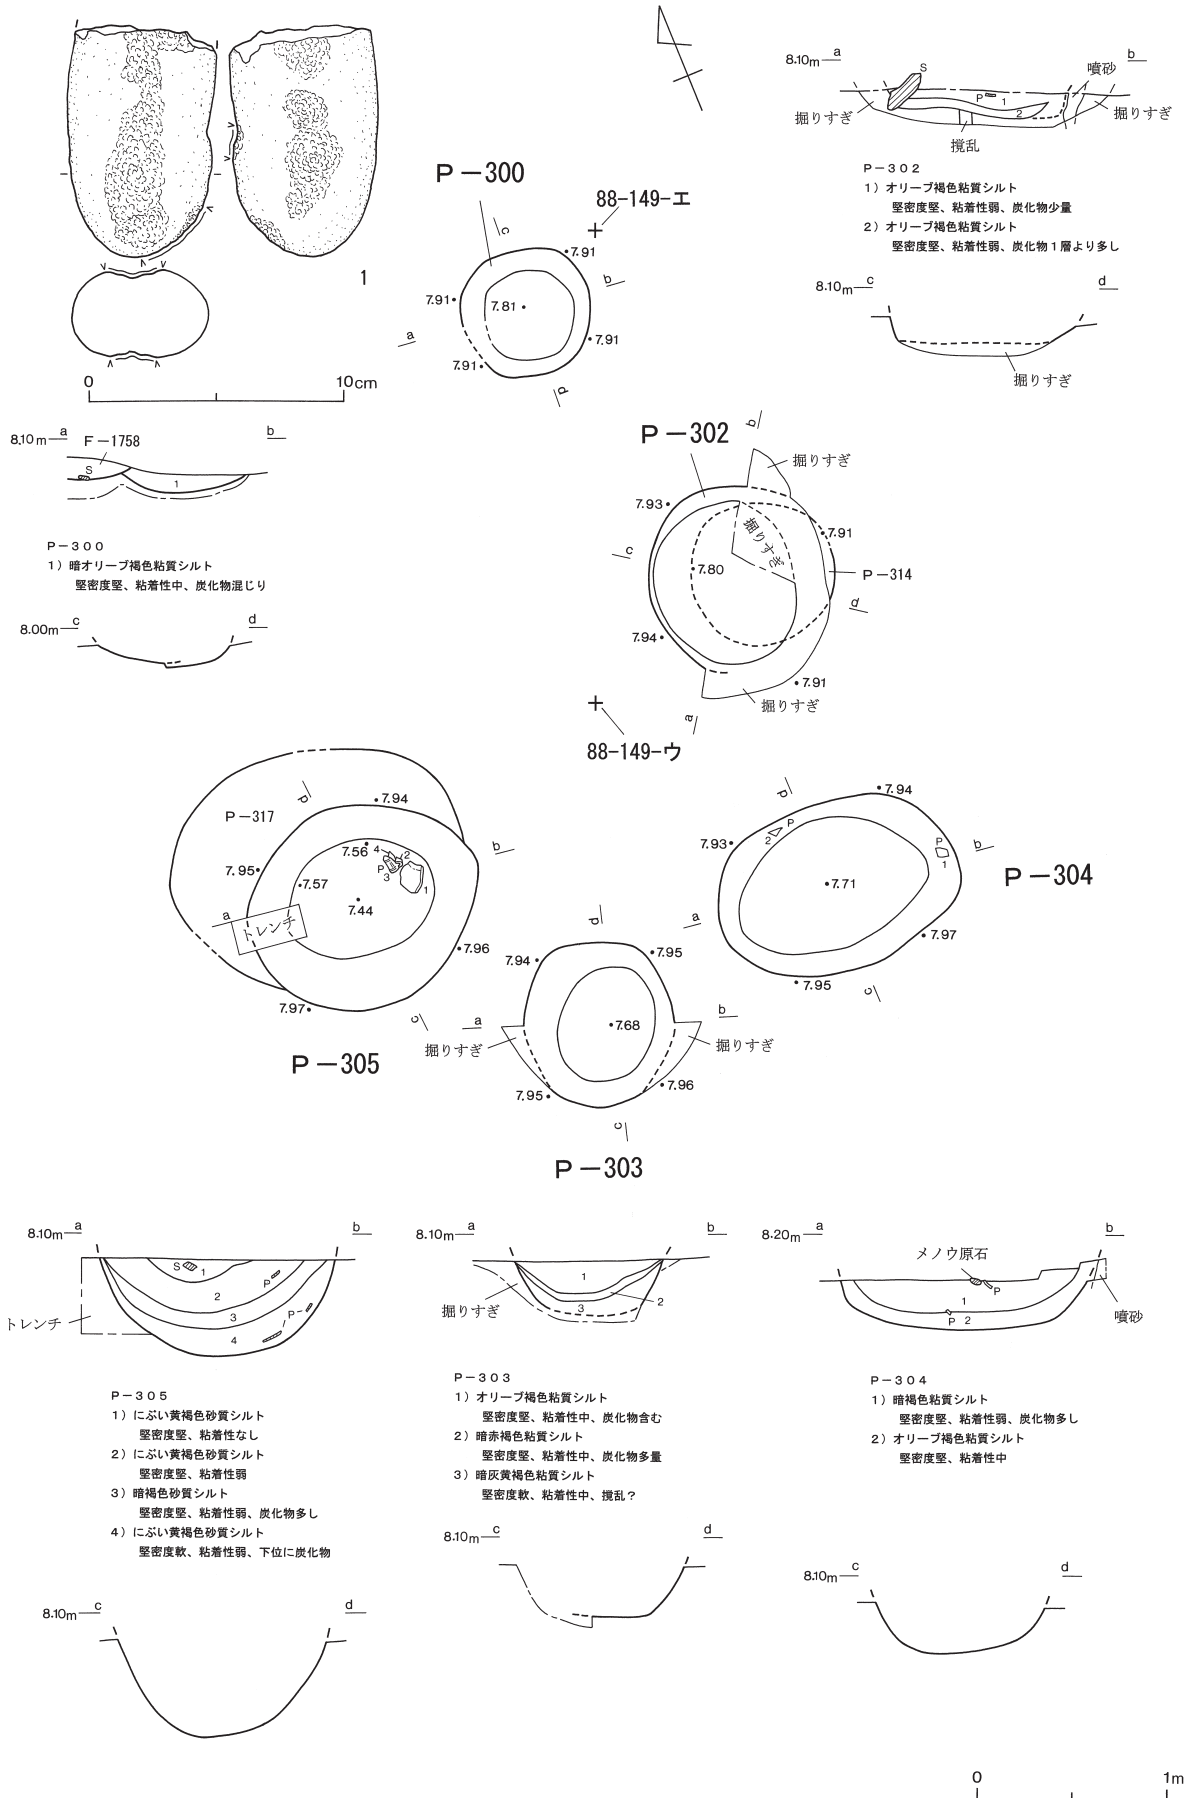 1
0 10cm
P-300
88-149-エ
c
7.91
b
7.91
7.81
a
7.91
7.91
d
8.10m a b
S
噴砂
P 1
2
掘りすぎ
掘りすぎ
撹乱
P-302
1）オリーブ褐色粘質シルト
堅密度堅、粘着性弱、炭化物少量
2）オリーブ褐色粘質シルト
堅密度堅、粘着性弱、炭化物1層より多し
8.10m c d
掘りすぎ
8.10m a b
F-1758
S
1
P-300
1）暗オリーブ褐色粘質シルト
堅密度堅、粘着性中、炭化物混じり
8.00m c d
P-302
b
掘りすぎ
7.93
7.91
掘りすぎ
c
7.80
P-314
d
7.94
7.91
掘りすぎ
a
88-149-ウ
P-317
d
7.94
b
7.56
4
2
P
3
1
7.95
7.57
7.44
a
トレンチ
7.96
7.97
c
P-305
d
7.94
7.95
a
b
7.68
掘りすぎ
掘りすぎ
7.95
7.96
c
P-303
d
7.94
P
2
7.93
P
1
b
7.71
P-304
a
7.97
7.95
c
8.10m a b
S 1
P
2
3
P
4
トレンチ
P-305
1）にぶい黄褐色砂質シルト
堅密度堅、粘着性なし
2）にぶい黄褐色砂質シルト
堅密度堅、粘着性弱
3）暗褐色砂質シルト
堅密度堅、粘着性弱、炭化物多し
4）にぶい黄褐色砂質シルト
堅密度軟、粘着性弱、下位に炭化物
8.10m c d
8.10m a b
1
2
3
掘りすぎ
P-303
1）オリーブ褐色粘質シルト
堅密度堅、粘着性中、炭化物含む
2）暗赤褐色粘質シルト
堅密度堅、粘着性中、炭化物多量
3）暗灰黄褐色粘質シルト
堅密度軟、粘着性中、撹乱？
8.10m c d
8.20m a b
メノウ原石
P
1
P 2
噴砂
P-304
1）暗褐色粘質シルト
堅密度堅、粘着性弱、炭化物多し
2）オリーブ褐色粘質シルト
堅密度堅、粘着性中
8.10m c d
0 1m